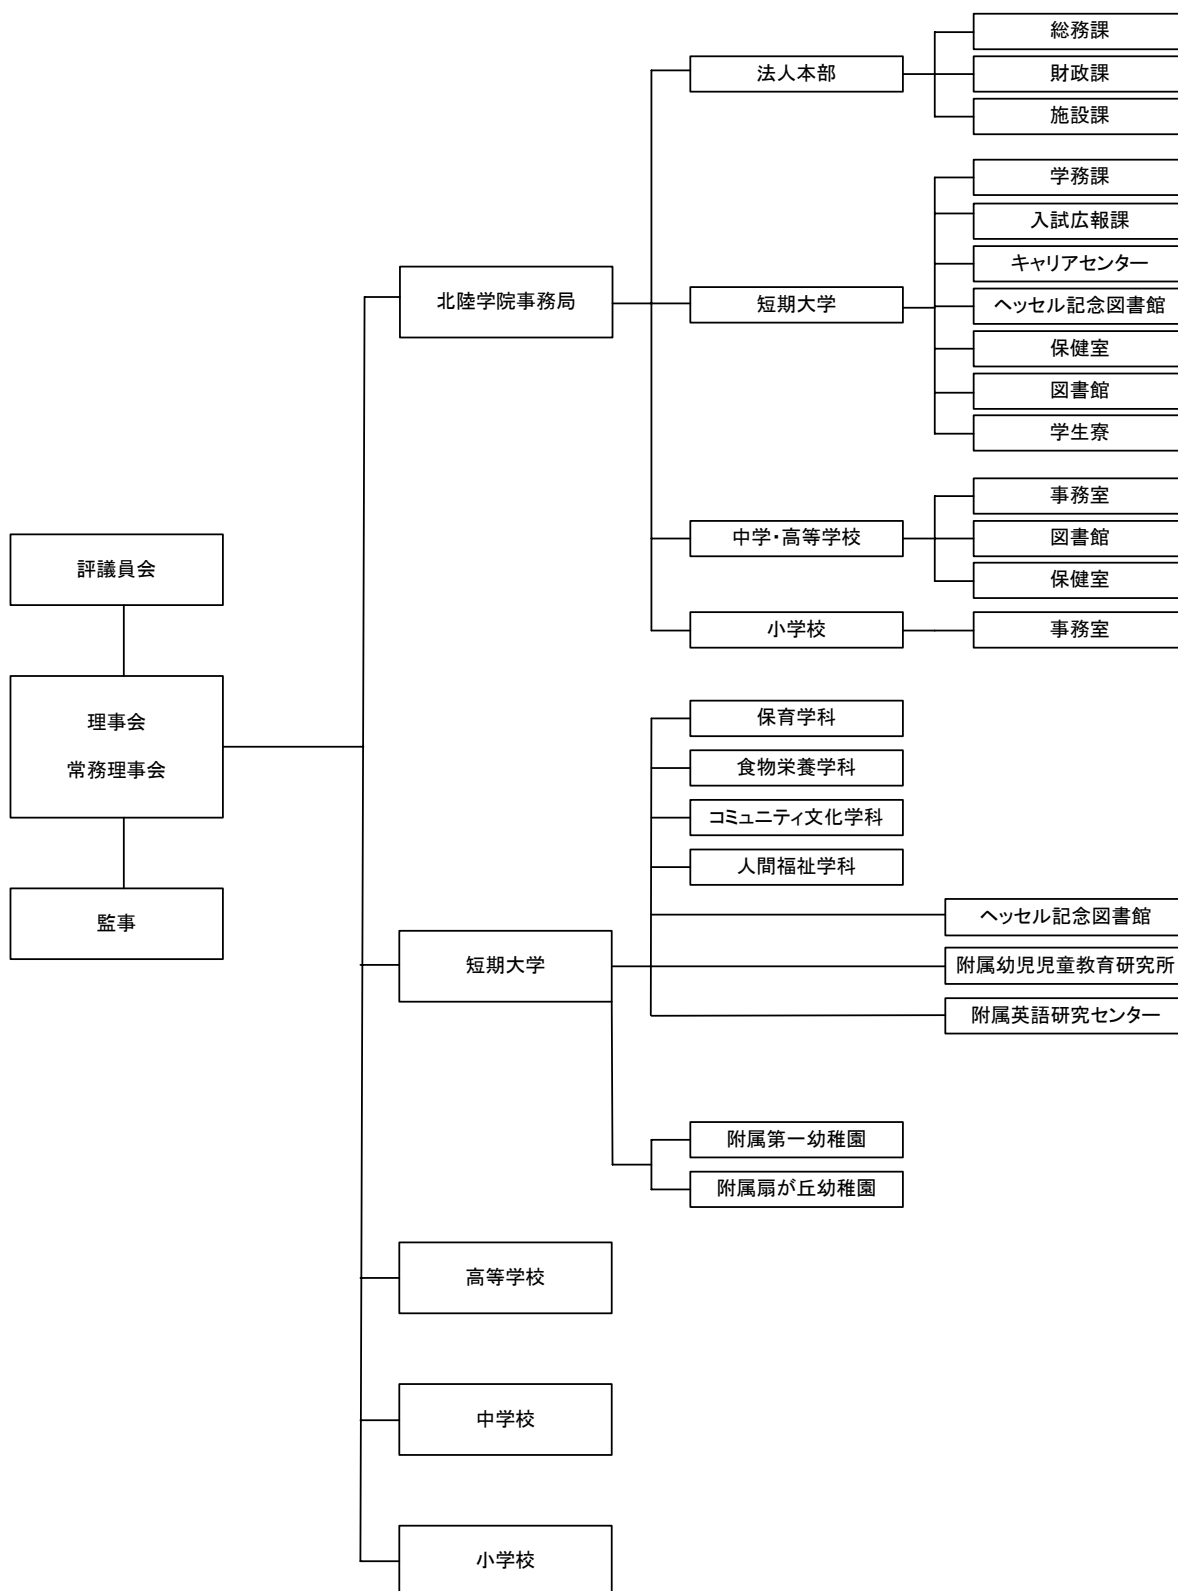 総務課
法人本部
財政課
施設課
学務課
入試広報課
キャリアセンター
北陸学院事務局
短期大学
ヘッセル記念図書館
保健室
図書館
学生寮
事務室
中学・高等学校
図書館
保健室
小学校
事務室
評議員会
理事会
常務理事会
監事
保育学科
食物栄養学科
コミュニティ文化学科
人間福祉学科
ヘッセル記念図書館
短期大学
附属幼児児童教育研究所
附属英語研究センター
附属第一幼稚園
附属扇が丘幼稚園
高等学校
中学校
小学校